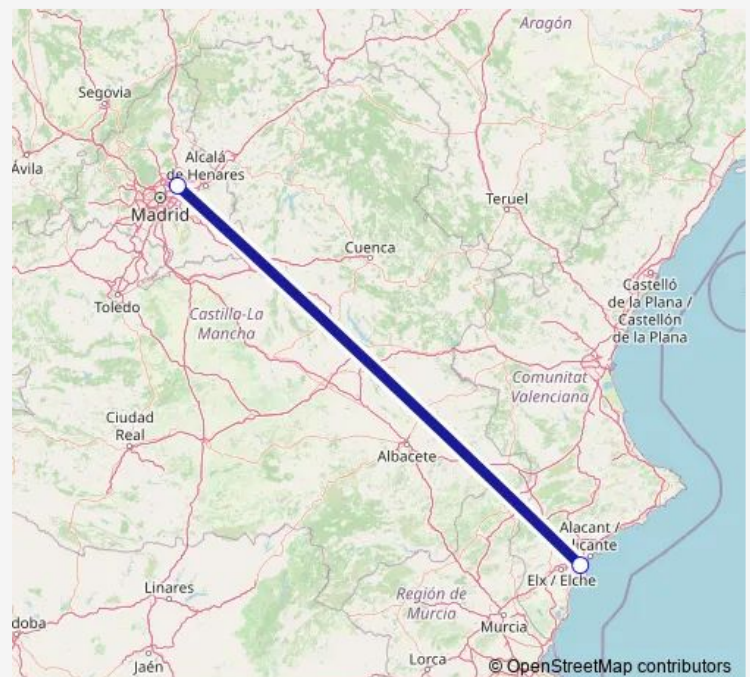 Aragón
Segovia
Ávila
Alcalá
de Henares
Madrid
Teruel
Cuenca
Toledo
Castilla-La
Mancha
Castelló
de la Plana /
Castellón
de la Plana
Comunitat
Valenciana
Ciudad
Real
Albacete
Alacant /
licante
Elx / Elche
Linares
Región de
Murcia
Murcia
doba
Jaén
Lorca
© OpenStreetMap contributors